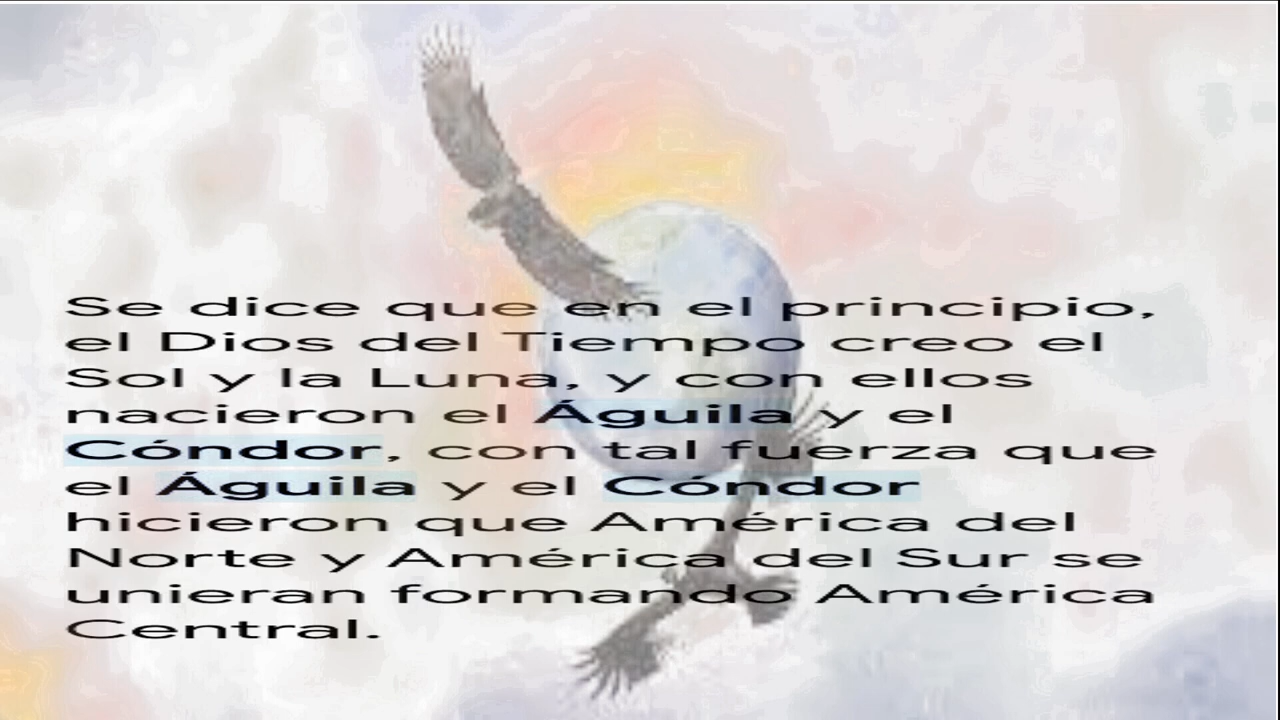 Se dice que en el principio,
el Dios del Tiempo creo el
Sol y la Luna, y con ellos
nacieron el Águila y el
Cóndor, con tal fuerza que
el Águila y el Cóndor
hicieron que América del
Norte y América del Sur se
unieran formando América
Central.